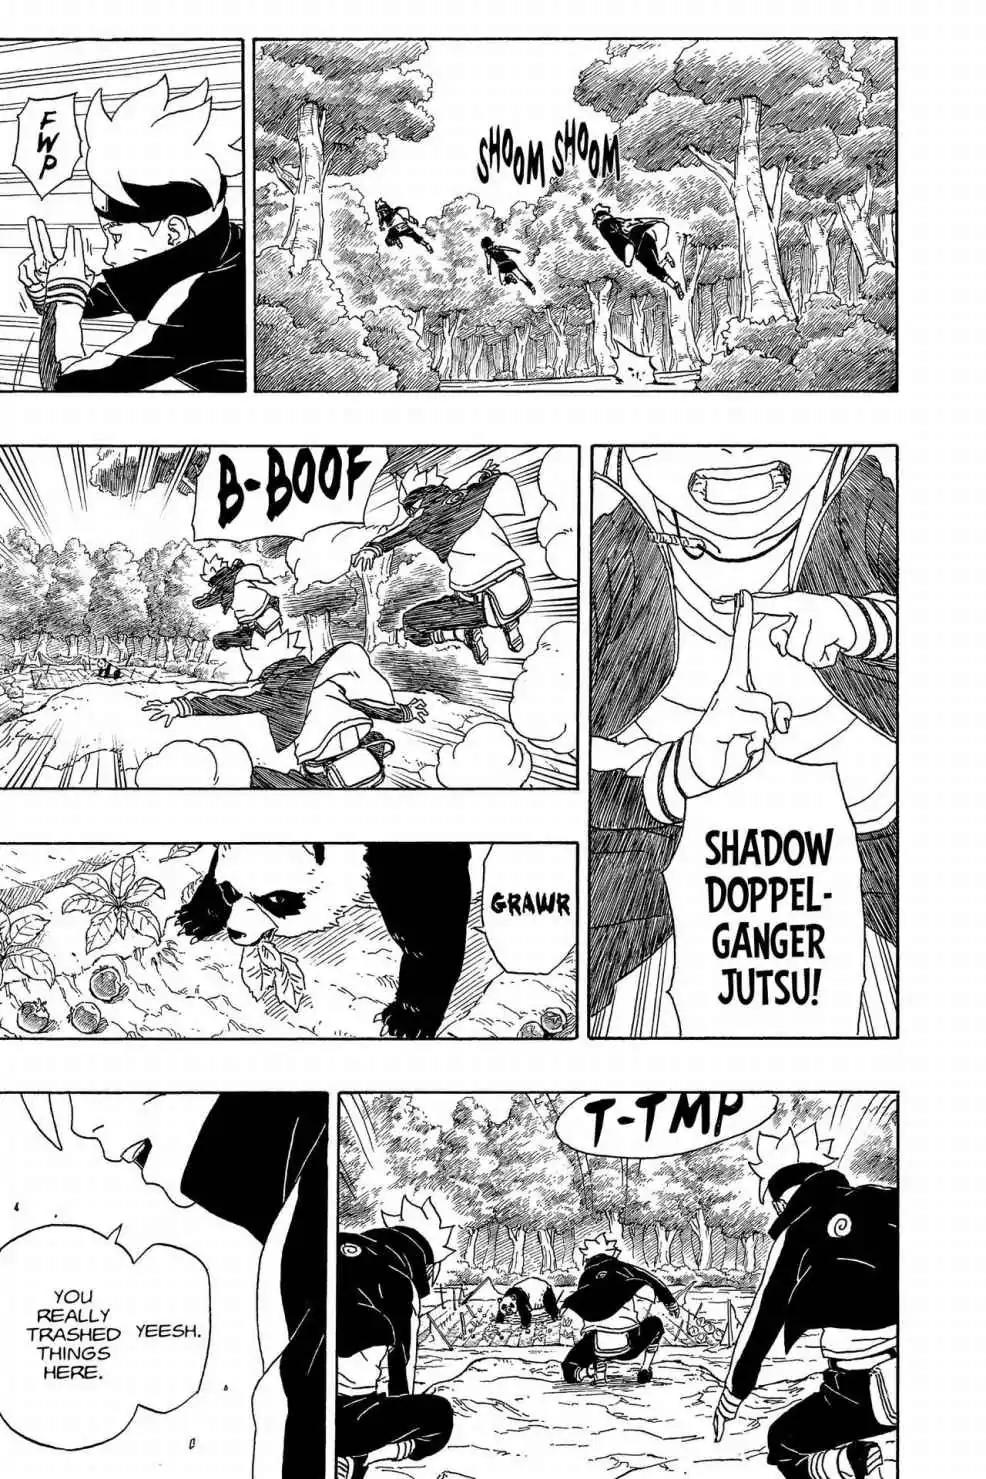 SHOOM SHOOM
FWP
SHADOW
DOPPEL-
GANGER
JUTSU!
B-BOOF
GRAWR
T-TMP
YEESH.
YOU
REALLY
TRASHED
THINGS
HERE.